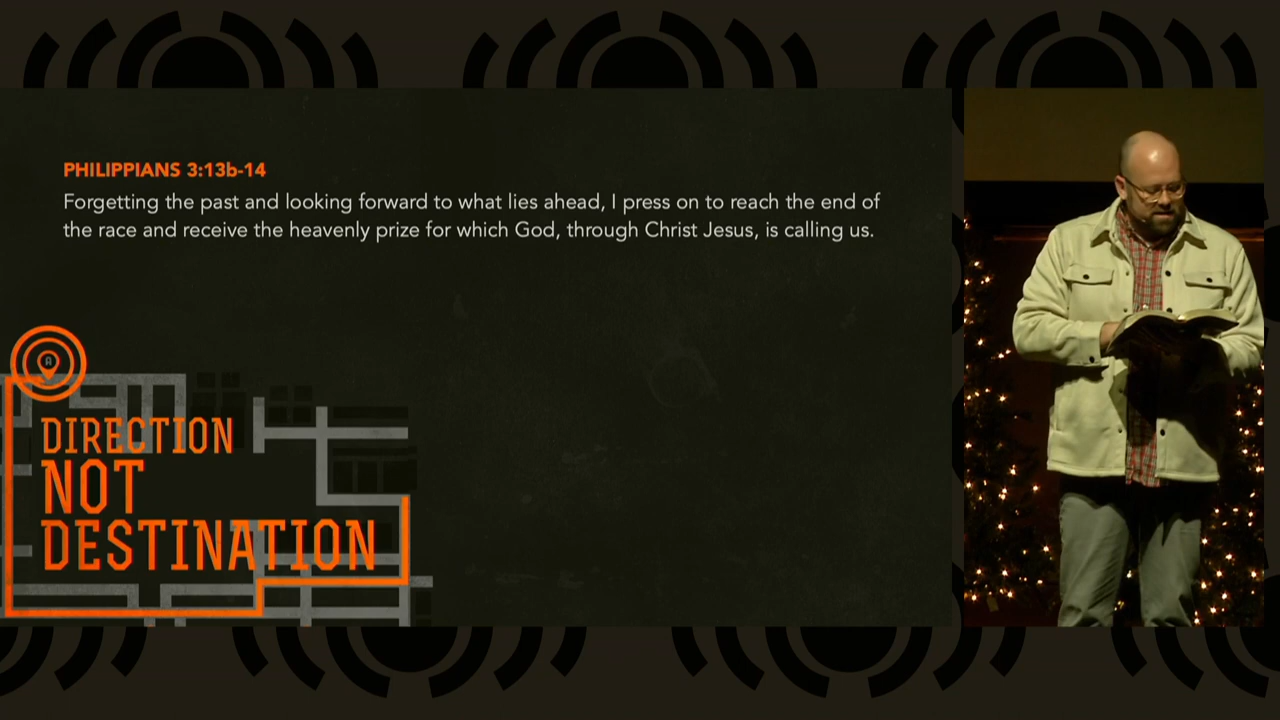 PHILIPPIANS 3:13b-14
Forgetting the past and looking forward to what lies ahead, I press on to reach the end of
the race and receive the heavenly prize for which God, through Christ Jesus, is calling us.
A
DIRECTION
NOT
DESTINATION